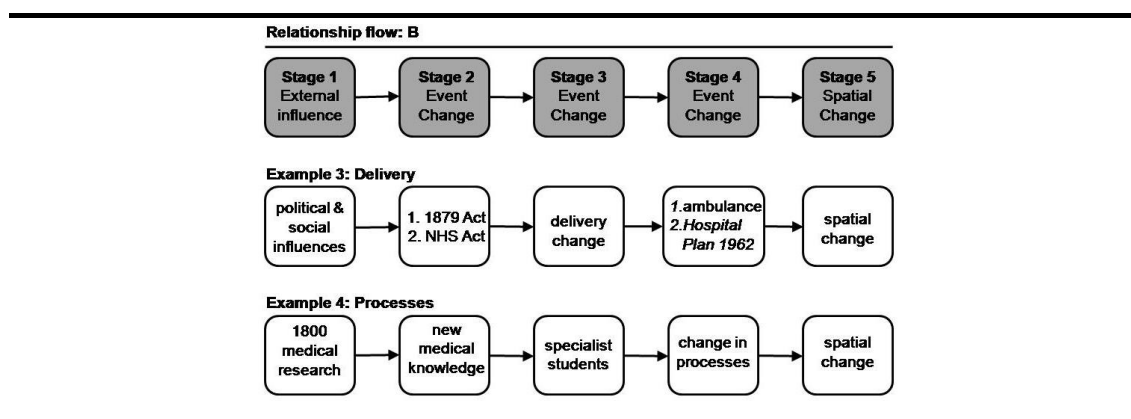 Relationship flow: B
Stage 1
External
influence
Stage 2
Event
Change
Stage 3
Event
Change
Stage 4
Event
Change
Stage 5
Spatial
Change
Example 3: Delivery
political &
social
influences
1. 1879 Act
2. NHS Act
delivery
change
1.ambulance
2.Hospital
Plan 1962
spatial
change
Example 4: Processes
1800
medical
research
new
medical
knowledge
specialist
students
change in
processes
spatial
change